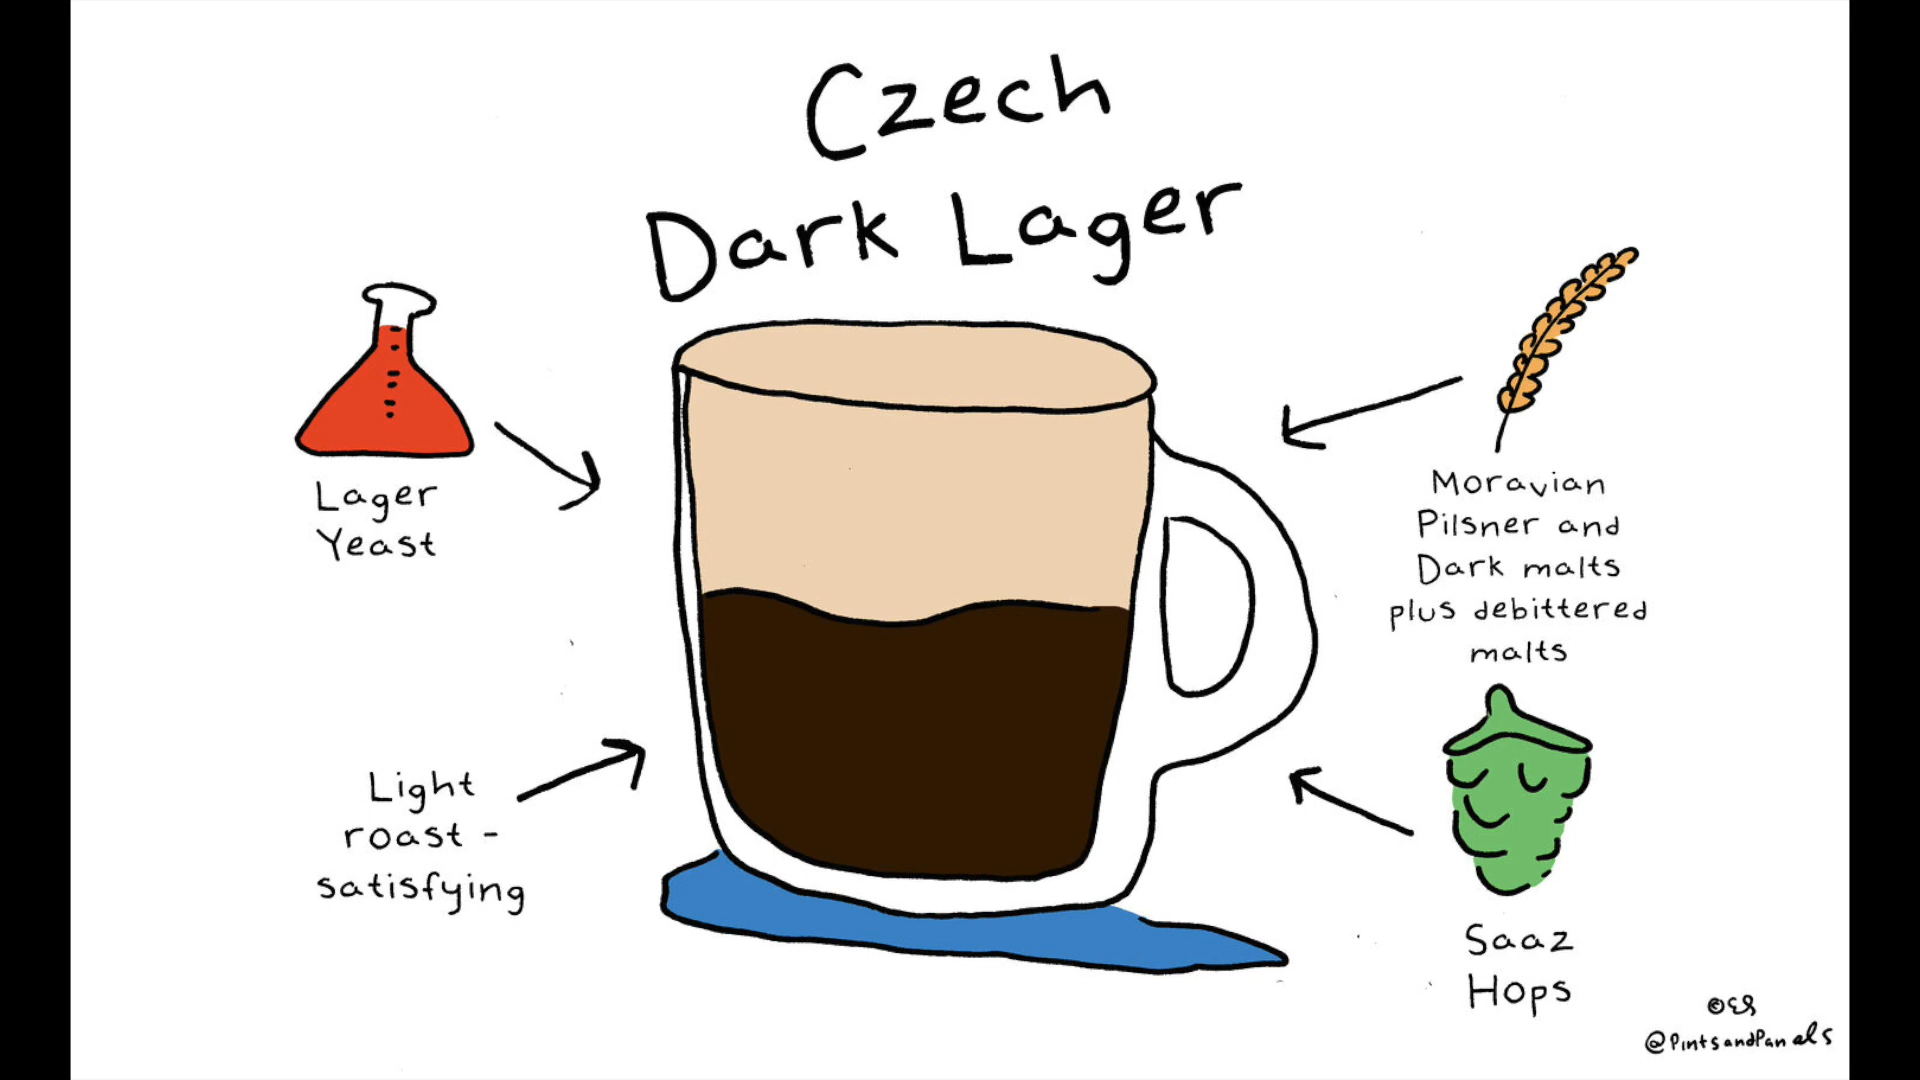 Czech
Dark Lager
Lager
Yeast
Moravian
Pilsner and
Dark malts
plus debittered
malts
Light
roast -
satisfying
Saaz
Hops
©ES
@PintsandPanels